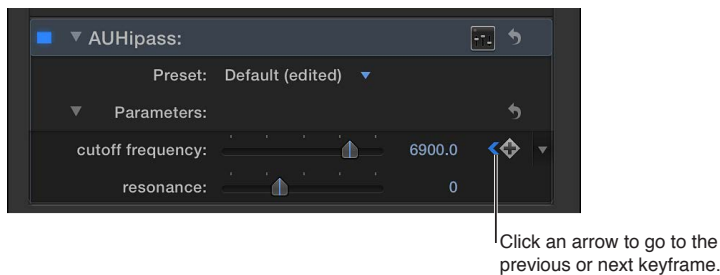 AUHipass:
Preset: Default (edited)
Parameters:
cutoff frequency: 6900.0
resonance: 0
Click an arrow to go to the
previous or next keyframe.